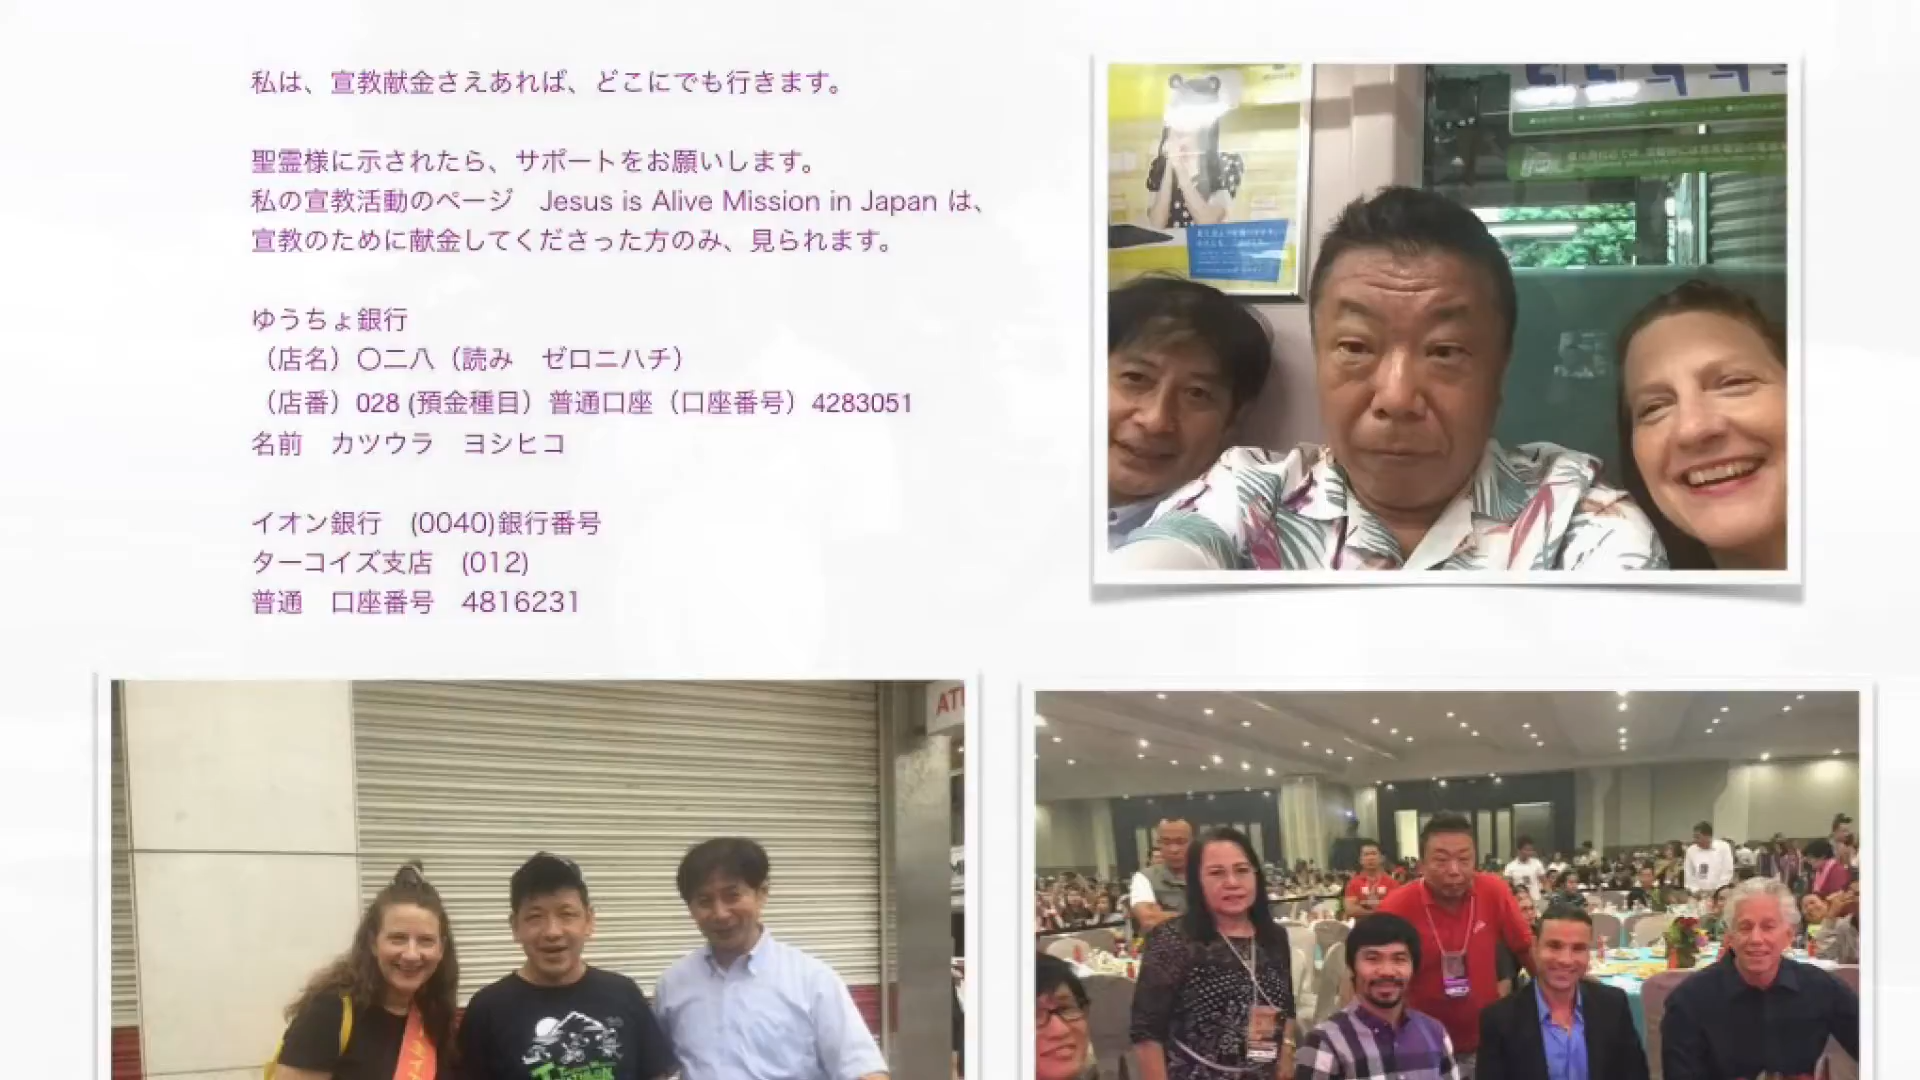 私は、宣教献金さえあれば、どこにでも行きます。
聖霊様に示されたら、サポートをお願いします。
私の宣教活動のページ　Jesus is Alive Mission in Japan は、
宣教のために献金してくださった方のみ、見られます。
ゆうちょ銀行
（店名）〇二八（読み　ゼロニハチ）
（店番）028 (預金種目）普通口座（口座番号）4283051
名前　カツウラ　ヨシヒコ
イオン銀行　(0040)銀行番号
ターコイズ支店　(012)
普通　口座番号　4816231